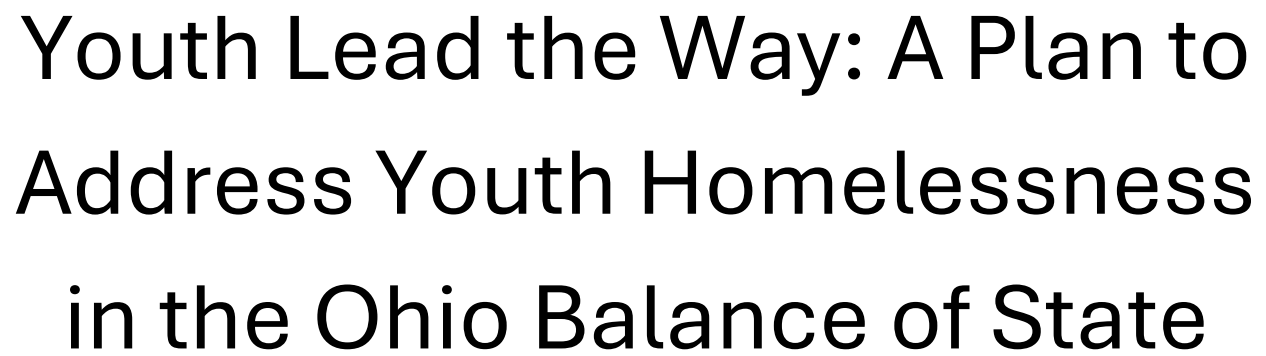 Youth Lead the Way: A Plan to
Address Youth Homelessness
in the Ohio Balance of State